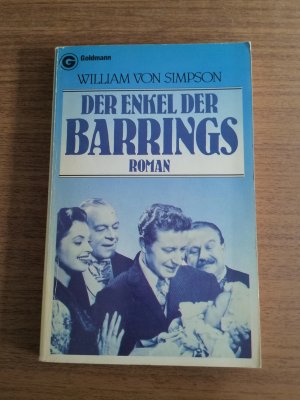 G Goldmann
WILLIAM VON SIMPSON
DER ENKEL DER
BARRINGS
ROMAN